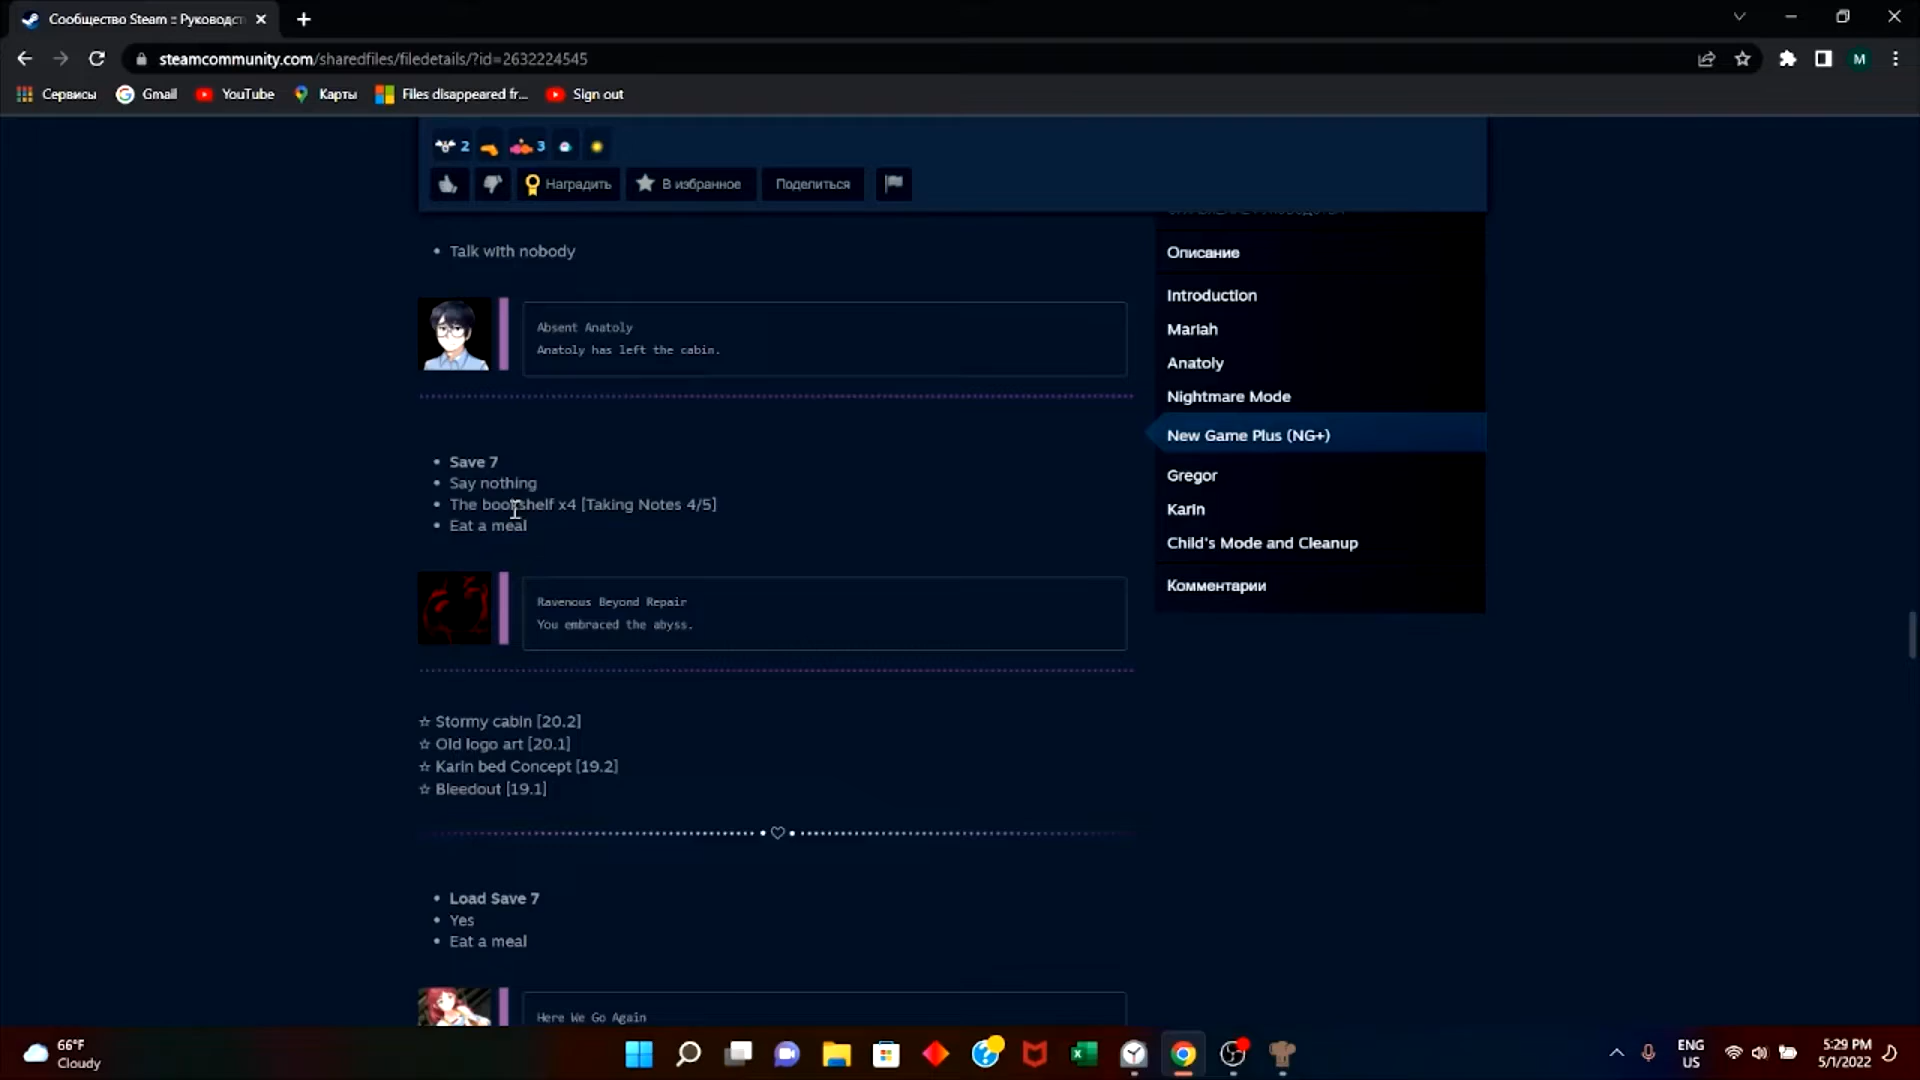 Сообщество Steam :: Руководст
steamcommunity.com/sharedfiles/filedetails/?id=2632224545
M
Сервисы
Gmail
YouTube
Карты
Files disappeared fr...
Sign out
2
3
Наградить
В избранное
Поделиться
• Talk with nobody
Absent Anatoly
Anatoly has left the cabin.
• Save 7
• Say nothing
• The bookshelf x4 [Taking Notes 4/5]
• Eat a meal
Ravenous Beyond Repair
You embraced the abyss.
☆ Stormy cabin [20.2]
☆ Old logo art [20.1]
☆ Karin bed Concept [19.2]
☆ Bleedout [19.1]
• Load Save 7
• Yes
• Eat a meal
Here We Go Again
Описание
Introduction
Mariah
Anatoly
Nightmare Mode
New Game Plus (NG+)
Gregor
Karin
Child's Mode and Cleanup
Комментарии
66°F
Cloudy
ENG
US
5:29 PM
5/1/2022